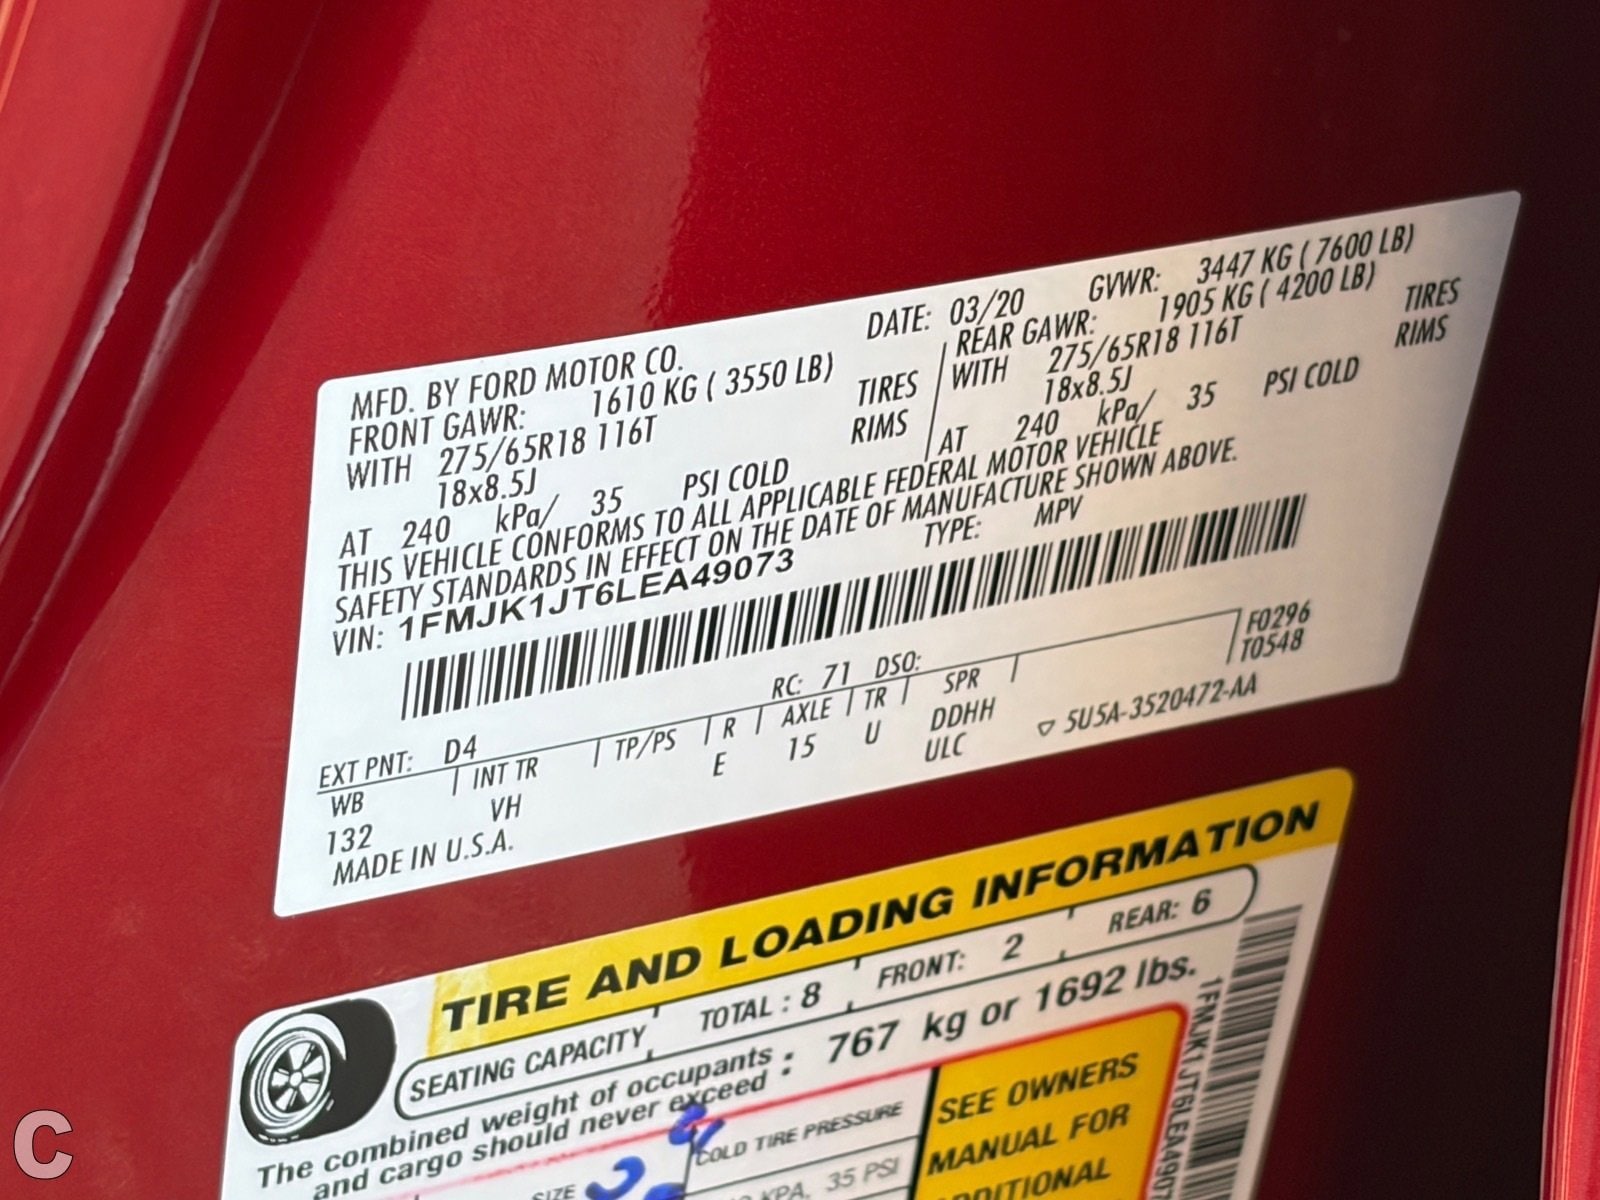 MFD. BY FORD MOTOR CO.
DATE: 03/20 GVWR: 3447 KG ( 7600 LB)
FRONT GAWR: 1610 KG ( 3550 LB)
REAR GAWR: 1905 KG ( 4200 LB)
WITH 275/65R18 116T TIRES
WITH 275/65R18 116T TIRES
18x8.5J RIMS
18x8.5J RIMS
AT 240 kPa/ 35 PSI COLD
AT 240 kPa/ 35 PSI COLD
THIS VEHICLE CONFORMS TO ALL APPLICABLE FEDERAL MOTOR VEHICLE
SAFETY STANDARDS IN EFFECT ON THE DATE OF MANUFACTURE SHOWN ABOVE.
VIN: 1FMJK1JT6LEA49073 TYPE: MPV
F0296
T0548
EXT PNT: D4 RC: 71 DSO:
WB INT TR TP/PS R AXLE TR SPR
132 VH E 15 U DDHH
ULC
MADE IN U.S.A. 5U5A-3520472-AA
TIRE AND LOADING INFORMATION
SEATING CAPACITY TOTAL : 8 FRONT: 2 REAR: 6
The combined weight of occupants
and cargo should never exceed : 767 kg or 1692 lbs.
SIZE
COLD TIRE PRESSURE
KPA, 35 PSI
SEE OWNERS
MANUAL FOR
1FMJK1JT6LEA4907
C